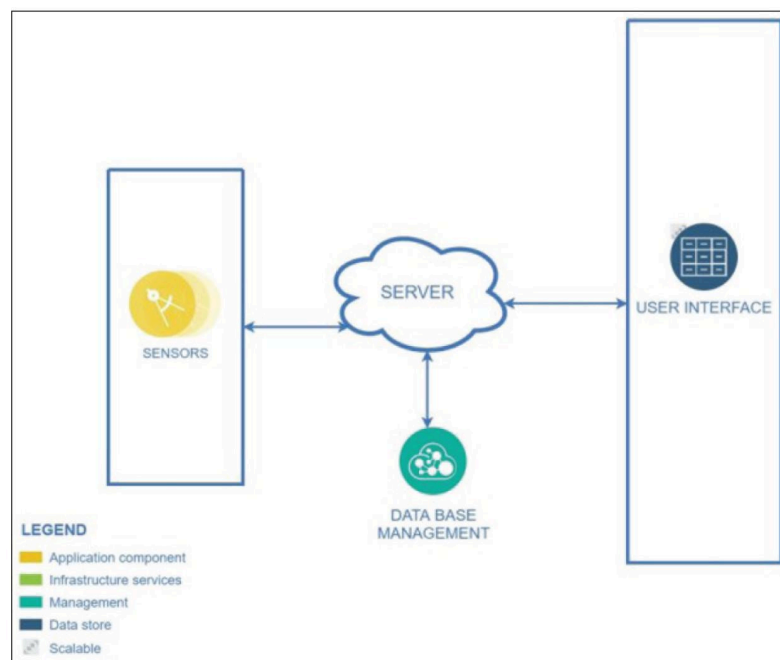 SERVER
USER INTERFACE
SENSORS
DATA BASE
MANAGEMENT
LEGEND
Application component
Infrastructure services
Management
Data store
Scalable